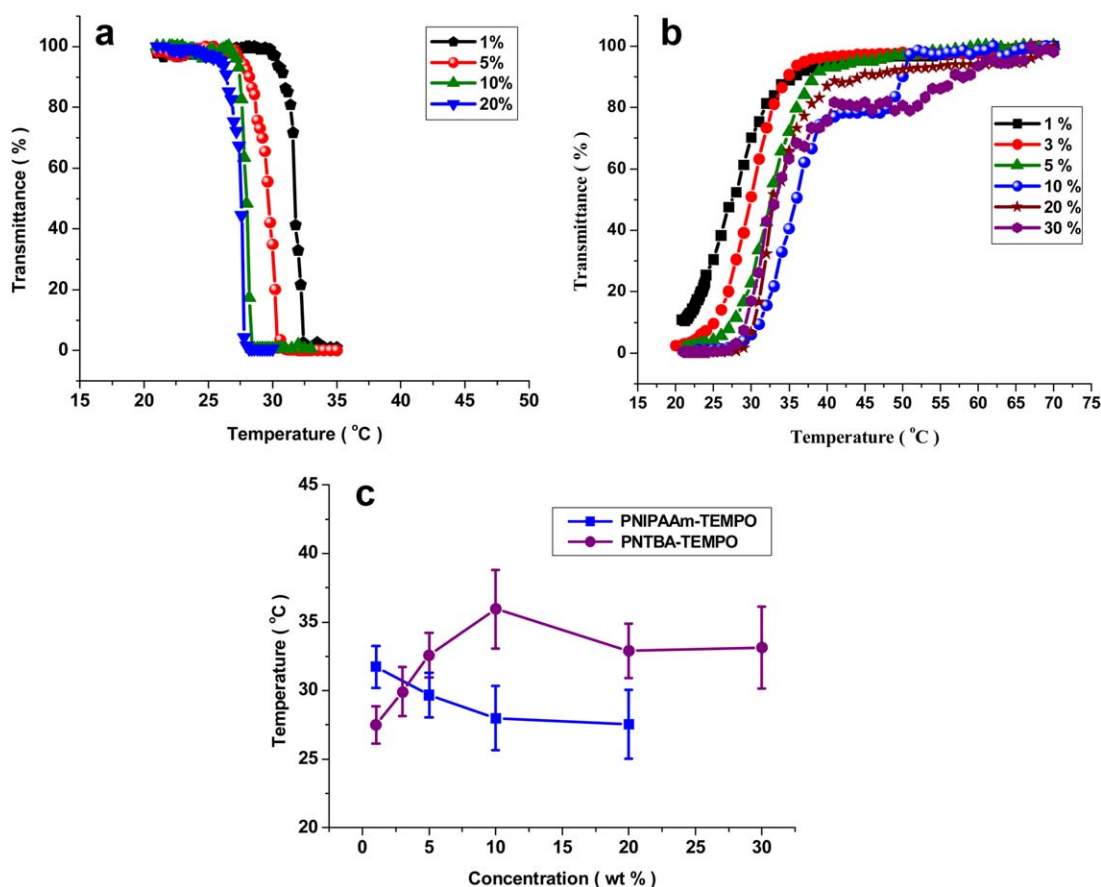 a
100
80
60
40
20
0
Transmittance ( % )
15 20 25 30 35 40 45 50
Temperature ( °C )
1%
5%
10%
20%
b
100
80
60
40
20
0
Transmittance ( % )
15 20 25 30 35 40 45 50 55 60 65 70 75
Temperature ( °C )
1 %
3 %
5 %
10 %
20 %
30 %
c
45
40
35
30
25
20
Temperature ( °C )
0 5 10 15 20 25 30
Concentration ( wt % )
PNIPAAm-TEMPO
PNTBA-TEMPO